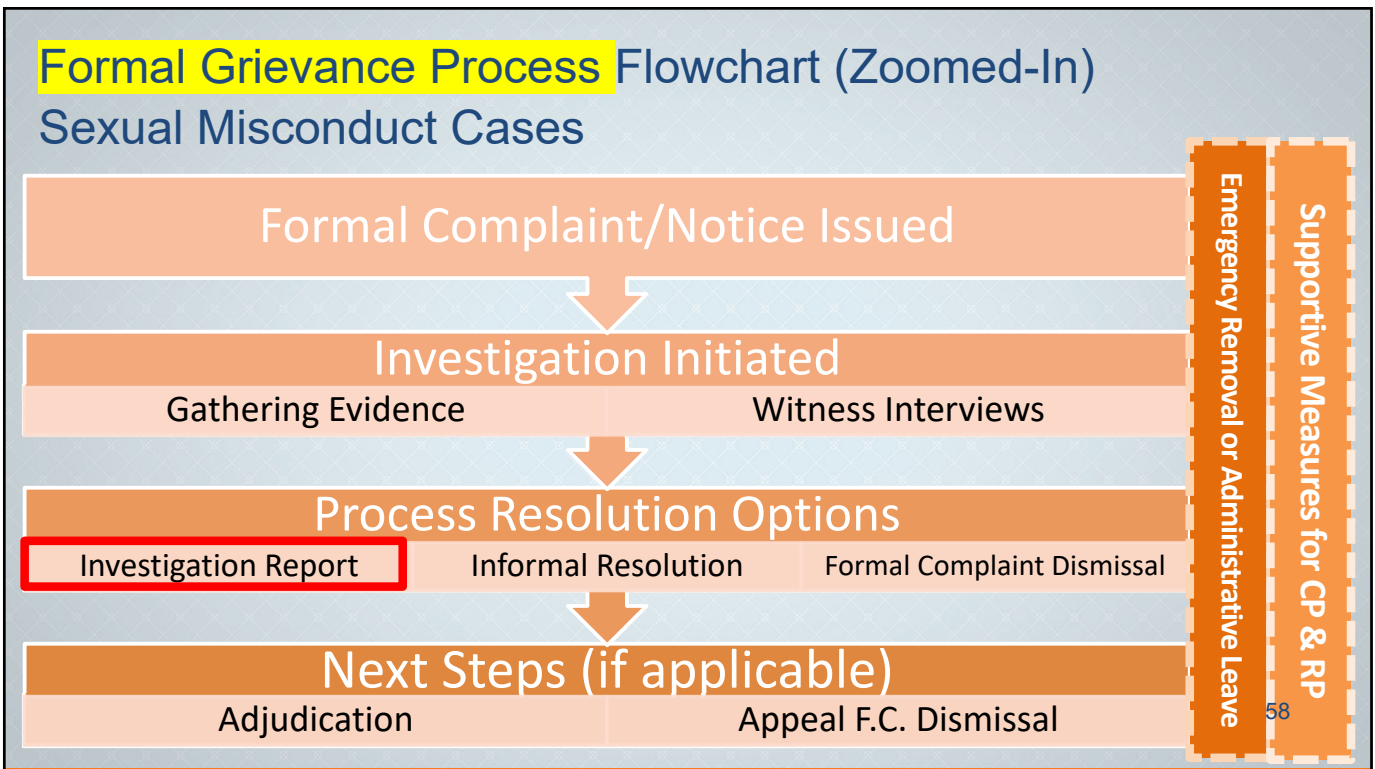 Formal Grievance Process Flowchart (Zoomed-In)
Sexual Misconduct Cases
Formal Complaint/Notice Issued
Investigation Initiated
Gathering Evidence
Witness Interviews
Process Resolution Options
Investigation Report
Informal Resolution
Formal Complaint Dismissal
Next Steps (if applicable)
Adjudication
Appeal F.C. Dismissal
Emergency Removal or Administrative Leave
Supportive Measures for CP & RP
58